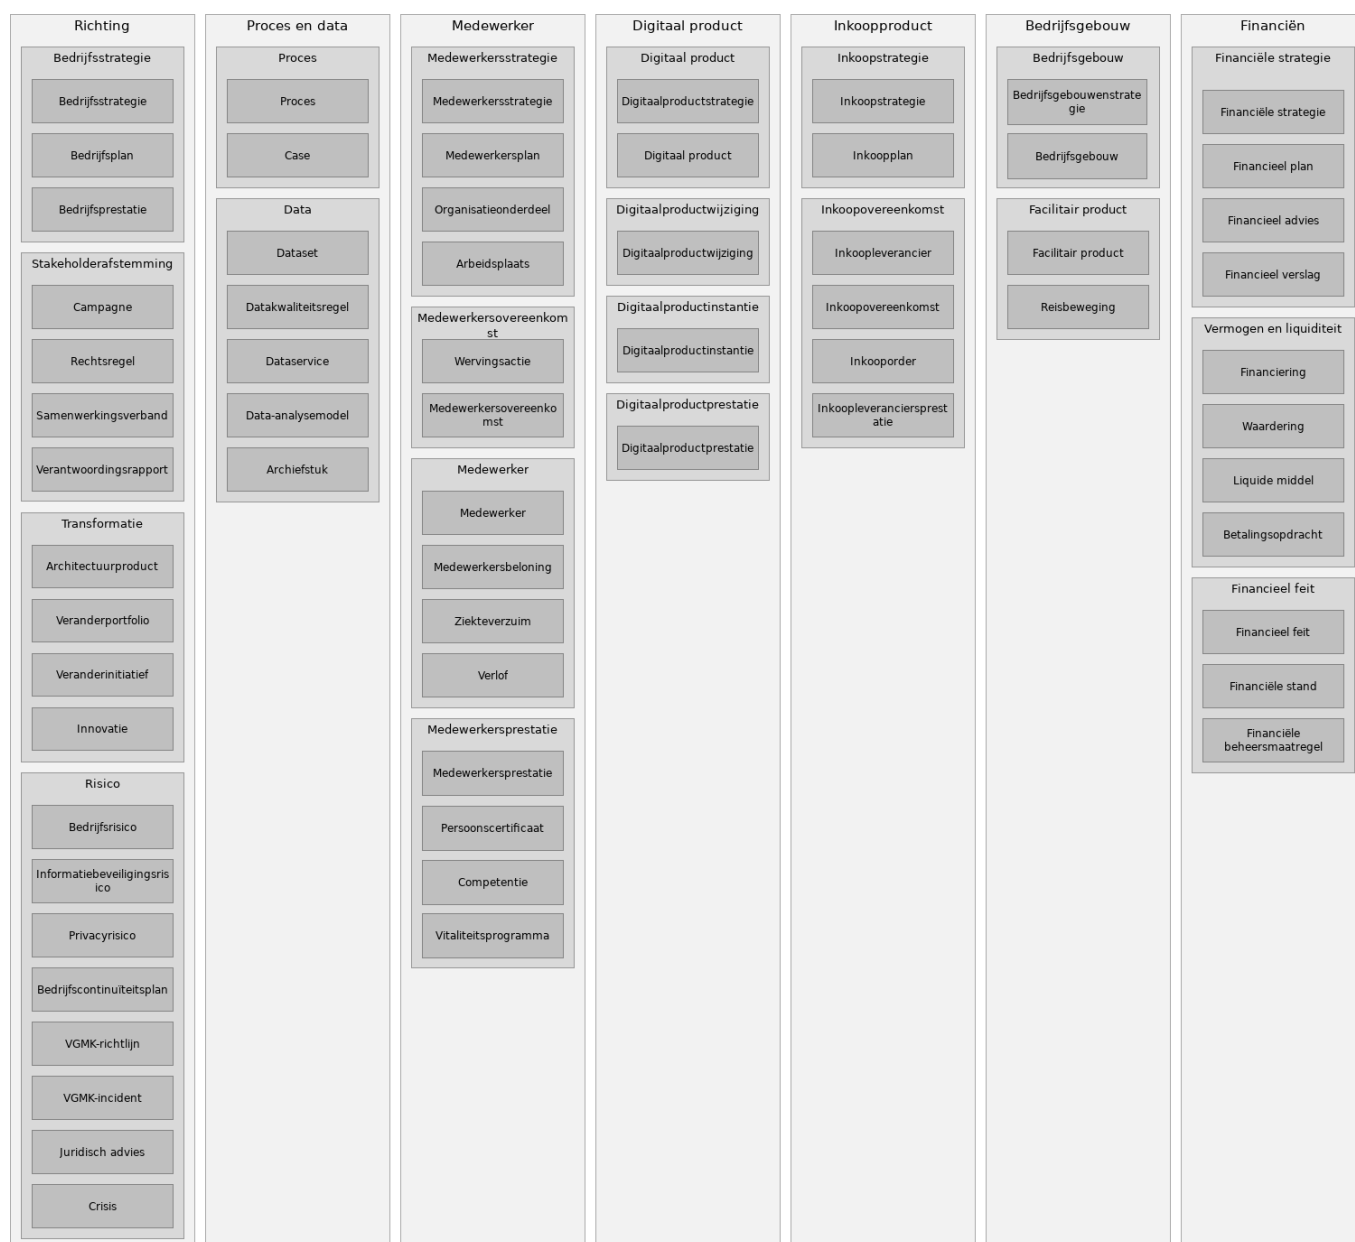 Richting
Bedrijfsstrategie
Bedrijfsstrategie
Bedrijfsplan
Bedrijfsprestatie
Stakeholderafstemming
Campagne
Rechtsregel
Samenwerkingsverband
Verantwoordingsrapport
Transformatie
Architectuurproduct
Veranderportfolio
Veranderinitiatief
Innovatie
Risico
Bedrijfsrisico
Informatiebeveiligingsris
ico
Privacyrisico
Bedrijfscontinuïteitsplan
VGMK-richtlijn
VGMK-incident
Juridisch advies
Crisis
Proces en data
Proces
Proces
Case
Data
Dataset
Datakwaliteitsregel
Dataservice
Data-analysemodel
Archiefstuk
Medewerker
Medewerkersstrategie
Medewerkersstrategie
Medewerkersplan
Organisatieonderdeel
Arbeidsplaats
Medewerkersovereenkom
st
Wervingsactie
Medewerkersovereenko
mst
Medewerker
Medewerker
Medewerkersbeloning
Ziekteverzuim
Verlof
Medewerkersprestatie
Medewerkersprestatie
Persoonscertificaat
Competentie
Vitaliteitsprogramma
Digitaal product
Digitaal product
Digitaalproductstrategie
Digitaal product
Digitaalproductwijziging
Digitaalproductwijziging
Digitaalproductinstantie
Digitaalproductinstantie
Digitaalproductprestatie
Digitaalproductprestatie
Inkoopproduct
Inkoopstrategie
Inkoopstrategie
Inkoopplan
Inkoopovereenkomst
Inkoopleverancier
Inkoopovereenkomst
Inkooporder
Inkoopleveranciersprest
atie
Bedrijfsgebouw
Bedrijfsgebouw
Bedrijfsgebouwenstrate
gie
Bedrijfsgebouw
Facilitair product
Facilitair product
Reisbeweging
Financiën
Financiële strategie
Financiële strategie
Financieel plan
Financieel advies
Financieel verslag
Vermogen en liquiditeit
Financiering
Waardering
Liquide middel
Betalingsopdracht
Financieel feit
Financieel feit
Financiële stand
Financiële
beheersmaatregel